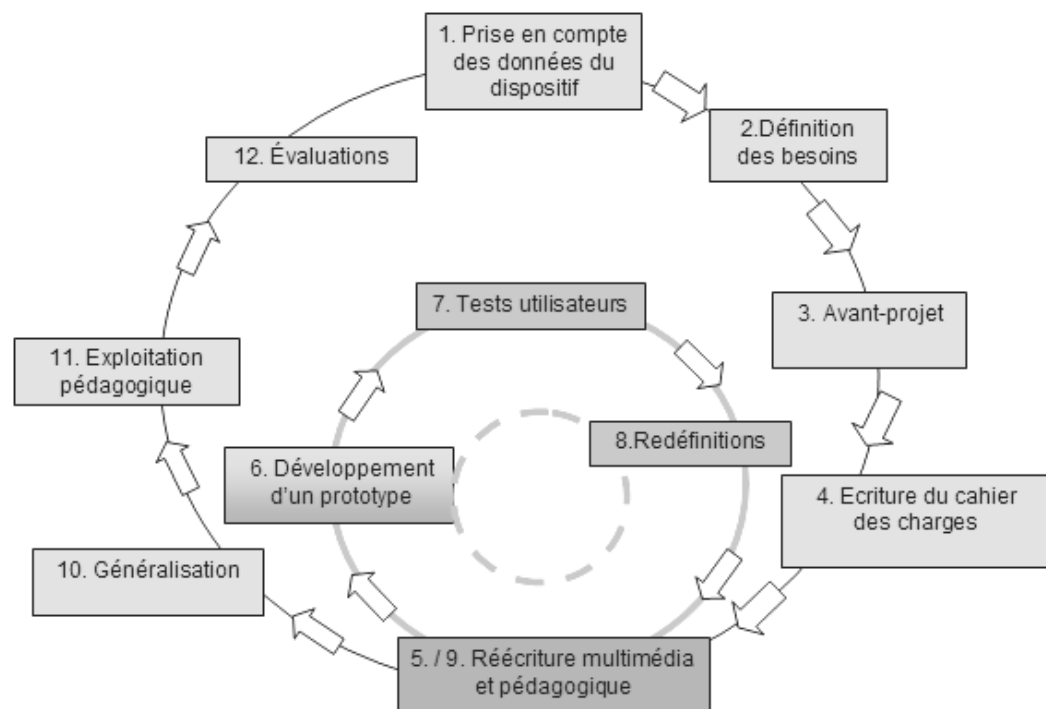 1. Prise en compte
des données du
dispositif
2.Définition
des besoins
3. Avant-projet
4. Ecriture du cahier
des charges
5. / 9. Réécriture multimédia
et pédagogique
6. Développement
d'un prototype
7. Tests utilisateurs
8.Redéfinitions
10. Généralisation
11. Exploitation
pédagogique
12. Évaluations